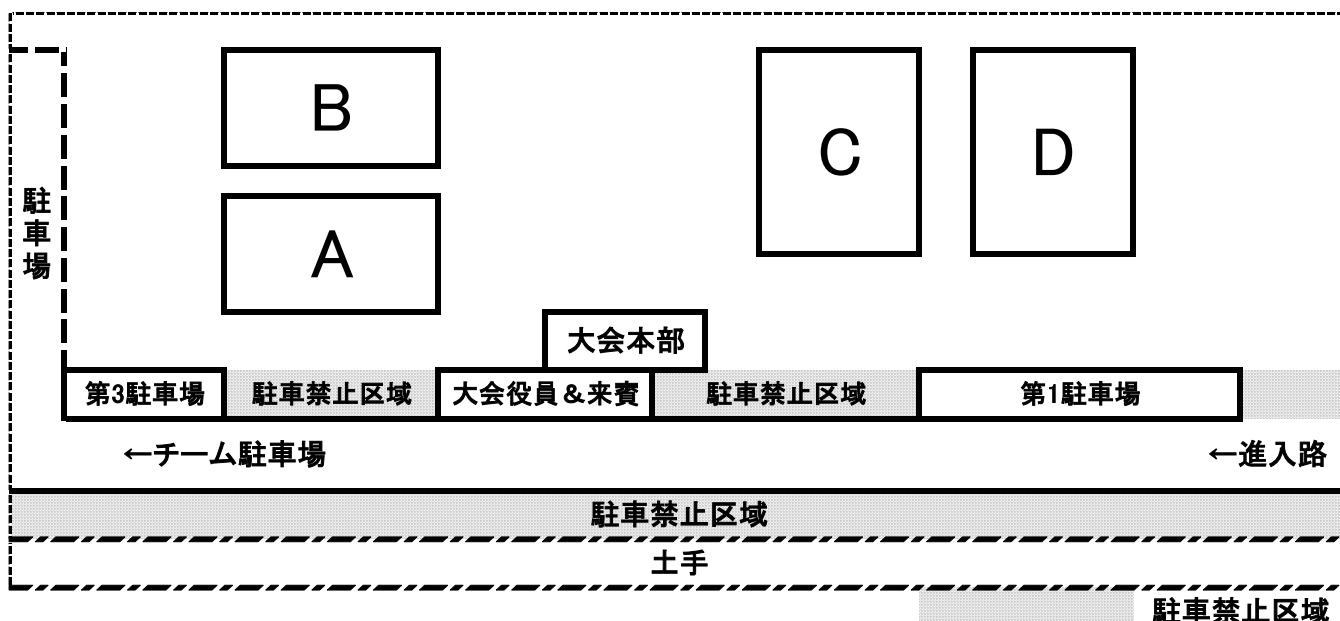 B
C
D
駐車場
A
大会本部
第3駐車場
駐車禁止区域
大会役員&来賓
駐車禁止区域
第1駐車場
←チーム駐車場
←進入路
駐車禁止区域
土手
駐車禁止区域